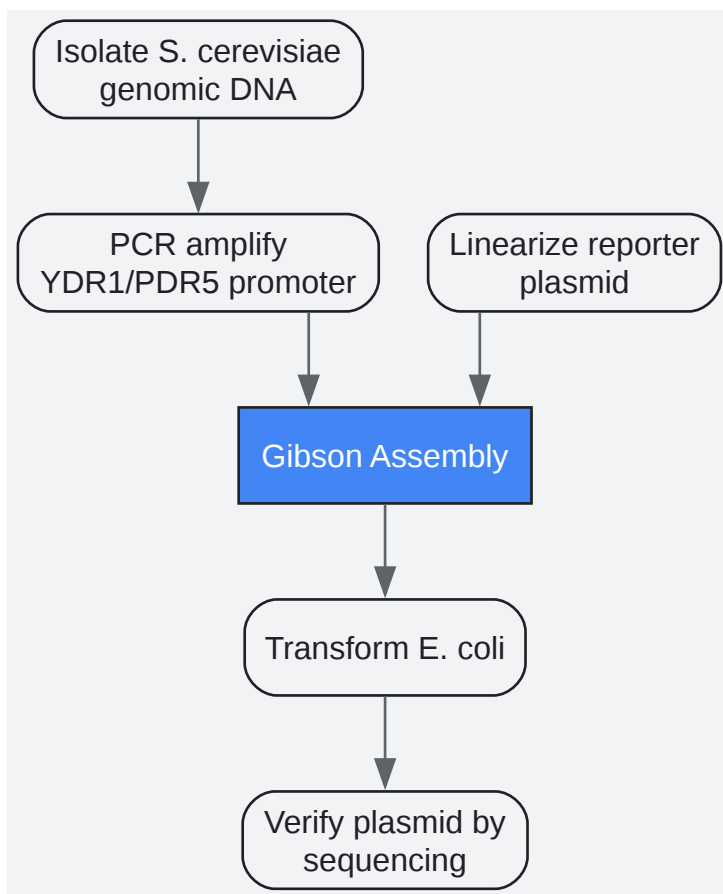 Isolate S. cerevisiae
genomic DNA
PCR amplify
YDR1/PDR5 promoter
Linearize reporter
plasmid
Gibson Assembly
Transform E. coli
Verify plasmid by
sequencing